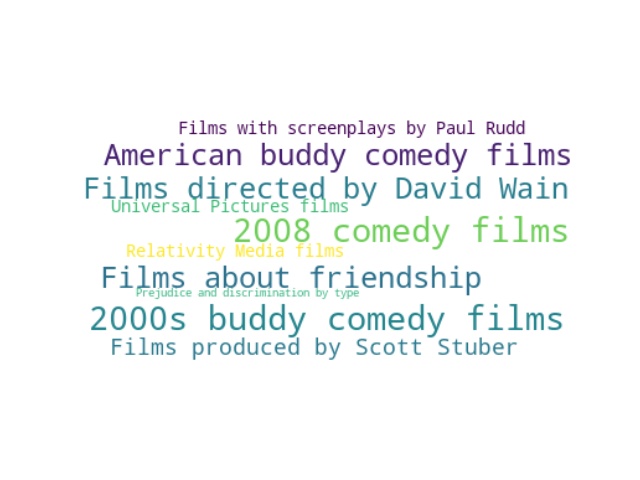 Films with screenplays by Paul Rudd
American buddy comedy films
Films directed by David Wain
Universal Pictures films
2008 comedy films
Relativity Media films
Films about friendship
Prejudice and discrimination by type
2000s buddy comedy films
Films produced by Scott Stuber